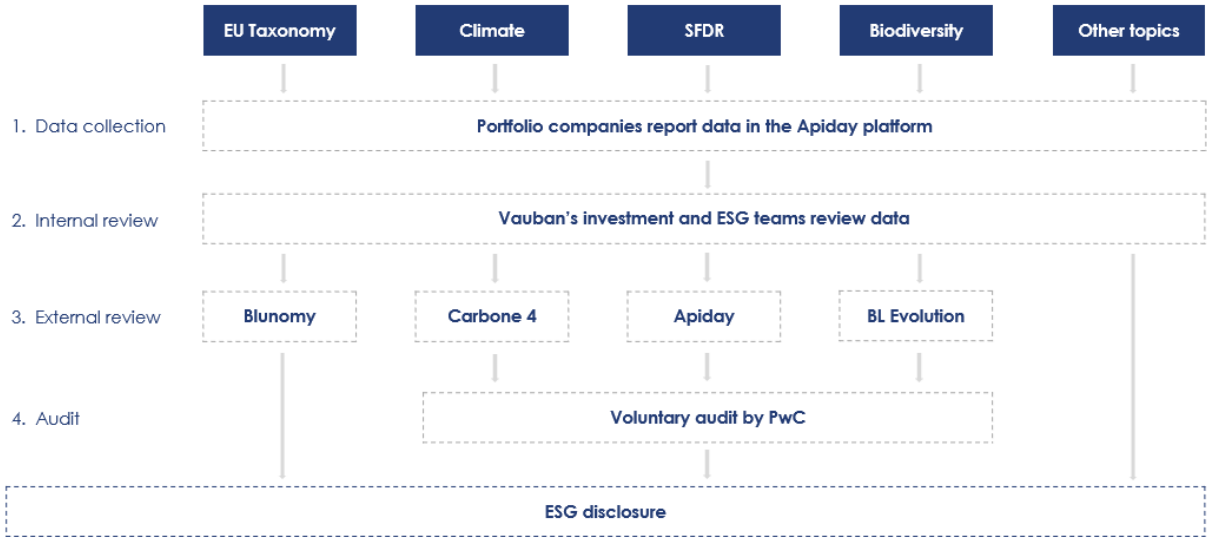 EU Taxonomy
Climate
SFDR
Biodiversity
Other topics
1. Data collection
Portfolio companies report data in the Apiday platform
2. Internal review
Vauban's investment and ESG teams review data
3. External review
Blunomy
Carbone 4
Apiday
BL Evolution
4. Audit
Voluntary audit by PwC
ESG disclosure